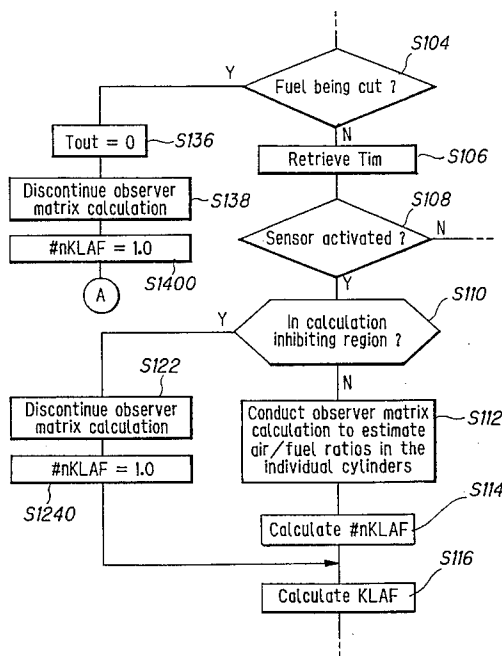 S104
Y
Fuel being cut ?
N
Tout = 0
S136
Retrieve Tim
S106
Discontinue observer
matrix calculation
S138
S108
Sensor activated ?
N
#nKLAF = 1.0
S1400
Y
A
S110
Y
In calculation
inhibiting region ?
S122
N
Discontinue observer
matrix calculation
Conduct observer matrix
calculation to estimate
air/fuel ratios in the
individual cylinders
S112
#nKLAF = 1.0
S1240
S114
Calculate #nKLAF
S116
Calculate KLAF